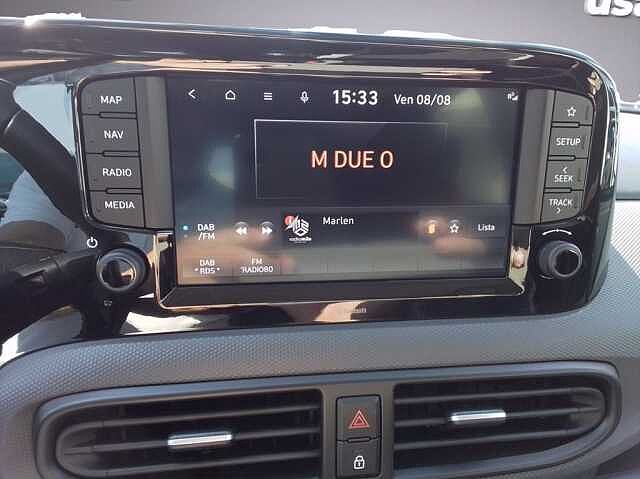 usa
MAP
NAV
RADIO
MEDIA
15:33 Ven 08/08
M DUE O
DAB
/FM
Marlen
Lista
DAB
"RDS"
FM
"RADIO80
SETUP
SEEK
TRACK